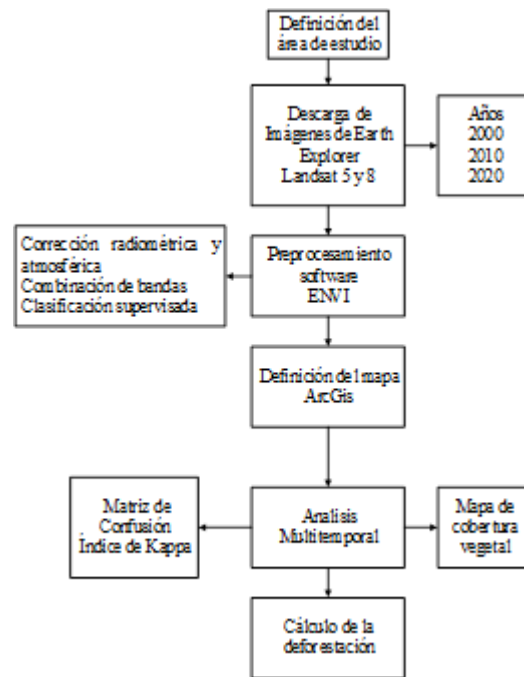 Definición del
área de estudio
Descarga de
Imágenes de Earth
Explorer
Landsat 5 y 8
Años
2000
2010
2020
Corrección radiométrica y
atmosférica
Combinación de bandas
Clasificación supervisada
Preprocesamiento
software
ENVI
Definición del mapa
ArcGis
Matriz de
Confusión
Índice de Kappa
Analisis
Multitemporal
Mapa de
cobertura
vegetal
Cálculo de la
deforestación